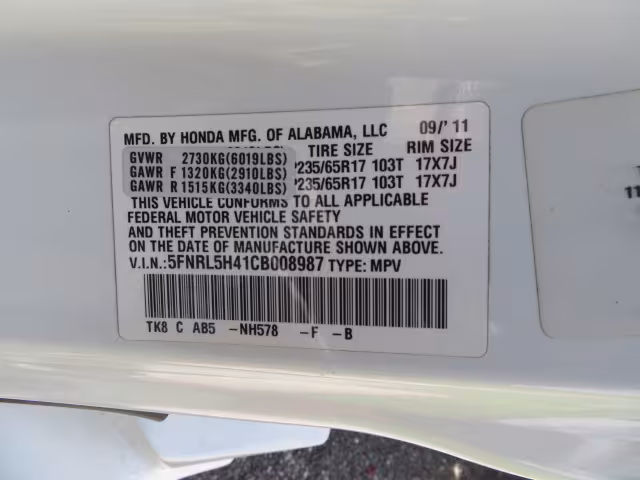 MFD. BY HONDA MFG. OF ALABAMA, LLC 09/'11
TIRE SIZE RIM SIZE
GVWR 2730KG(6019LBS)
GAWR F 1320KG(2910LBS) P235/65R17 103T 17X7J
GAWR R 1515KG(3340LBS) P235/65R17 103T 17X7J
THIS VEHICLE CONFORMS TO ALL APPLICABLE
FEDERAL MOTOR VEHICLE SAFETY
AND THEFT PREVENTION STANDARDS IN EFFECT
ON THE DATE OF MANUFACTURE SHOWN ABOVE.
V.I.N.:5FNRL5H41CB008987 TYPE: MPV
TK8 C AB5 -NH578 -F -B